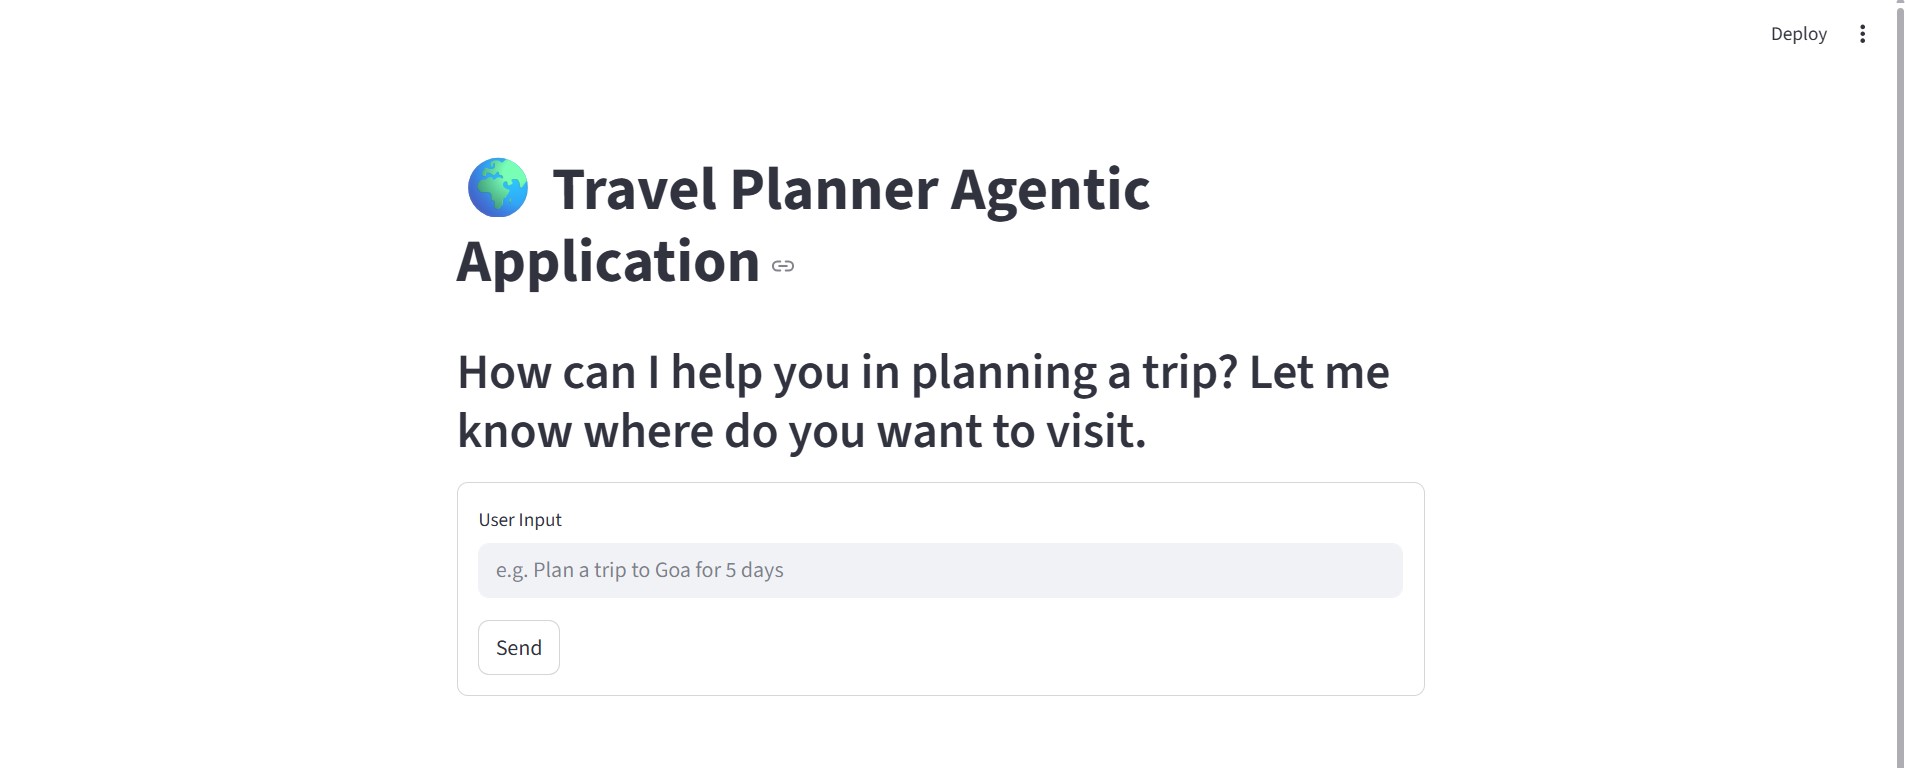 Deploy
🌍 Travel Planner Agentic
Application
How can I help you in planning a trip? Let me
know where do you want to visit.
User Input
e.g. Plan a trip to Goa for 5 days
Send